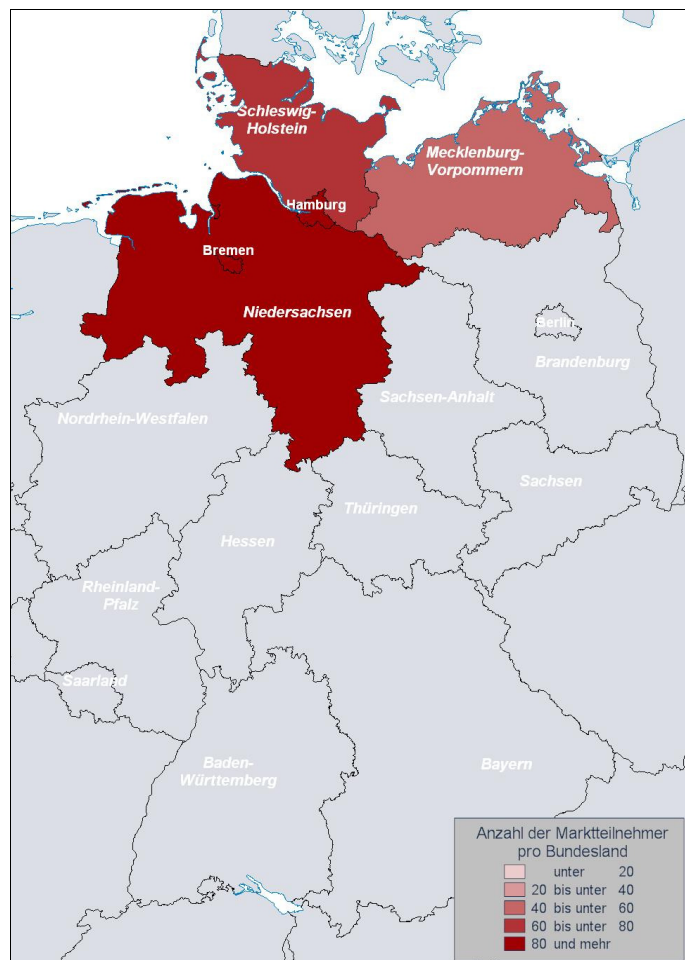 Schleswig-
Holstein
Mecklenburg-
Vorpommern
Hamburg
Bremen
Niedersachsen
Berlin
Brandenburg
Sachsen-Anhalt
Nordrhein-Westfalen
Sachsen
Thüringen
Hessen
Rheinland-
Pfalz
Saarland
Baden-
Württemberg
Bayern
Anzahl der Marktteilnehmer
pro Bundesland
unter 20
20 bis unter 40
40 bis unter 60
60 bis unter 80
80 und mehr